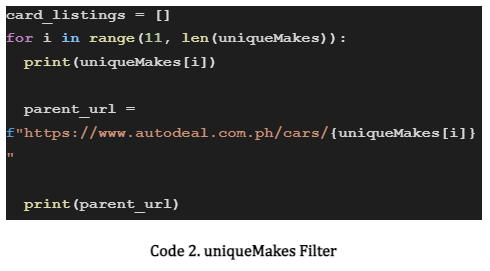 card_listings = []
for i in range(11, len(uniqueMakes)):
  print(uniqueMakes[i])

  parent_url =
f"https://www.autodeal.com.ph/cars/{uniqueMakes[i]}
"

  print(parent_url)

Code 2. uniqueMakes Filter